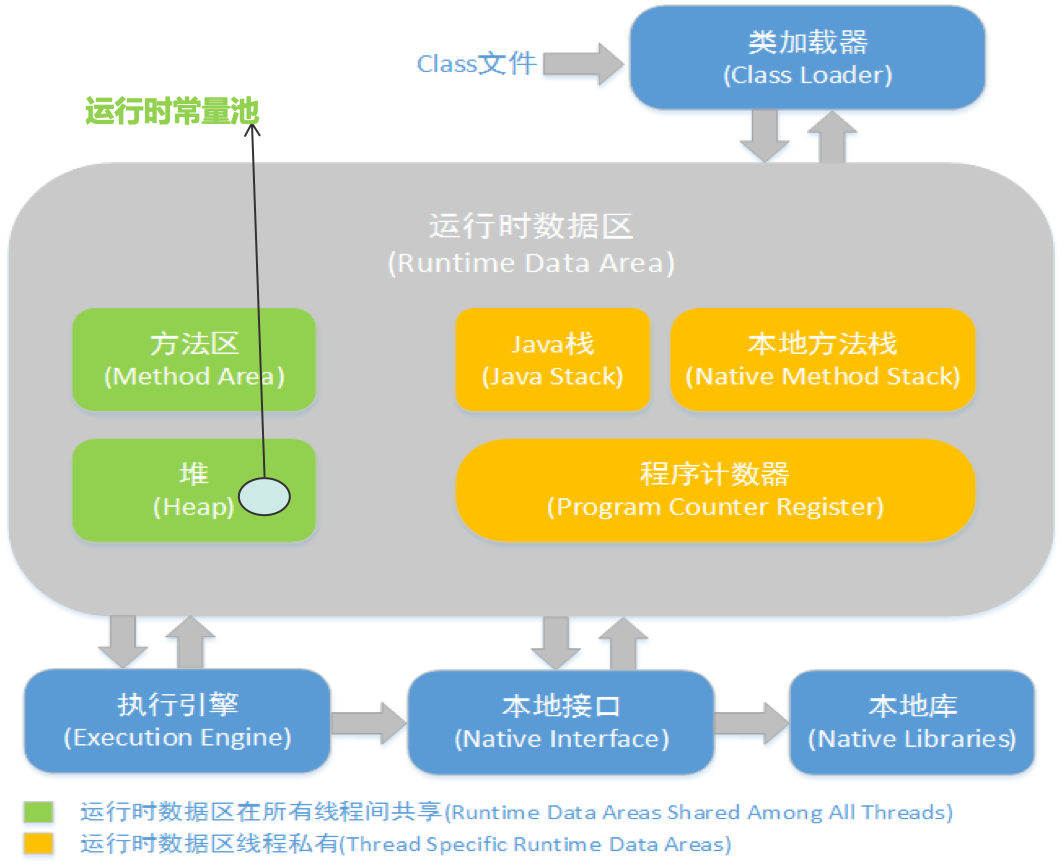 类加载器
(Class Loader)
Class文件
运行时常量池
运行时数据区
(Runtime Data Area)
方法区
(Method Area)
Java栈
(Java Stack)
本地方法栈
(Native Method Stack)
堆
(Heap)
程序计数器
(Program Counter Register)
执行引擎
(Execution Engine)
本地接口
(Native Interface)
本地库
(Native Libraries)
运行时数据区在所有线程间共享(Runtime Data Areas Shared Among All Threads)
运行时数据区线程私有(Thread Specific Runtime Data Areas)